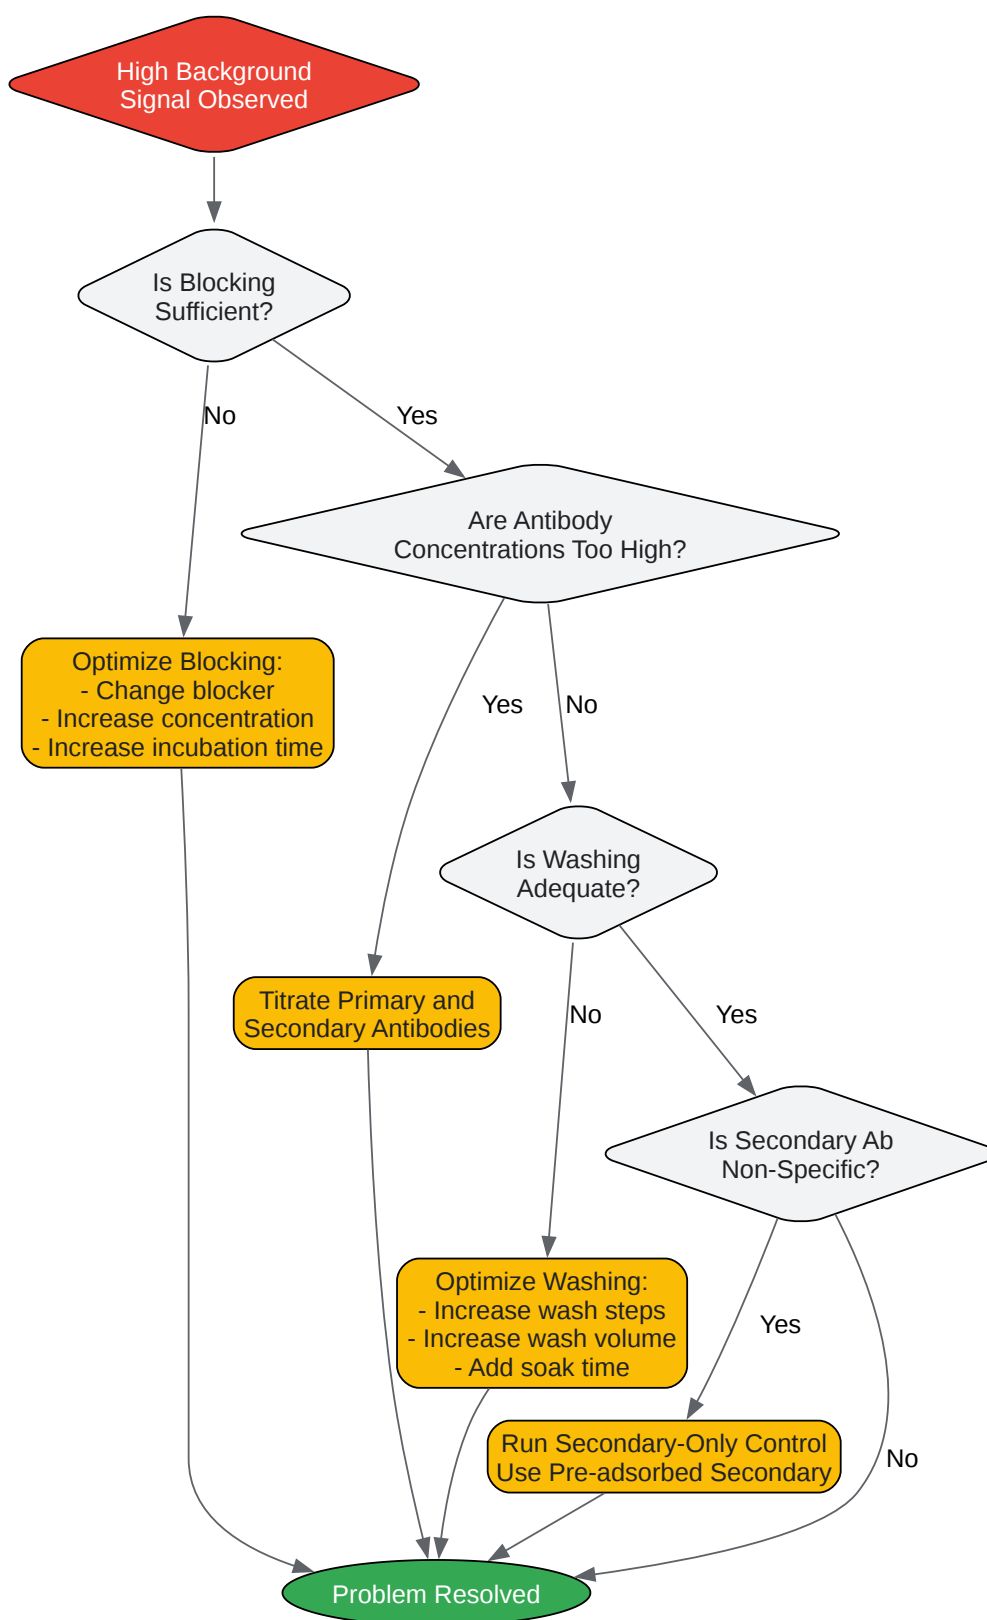 High Background
Signal Observed
Is Blocking
Sufficient?
No
Yes
Are Antibody
Concentrations Too High?
Optimize Blocking:
- Change blocker
- Increase concentration
- Increase incubation time
Yes
No
Is Washing
Adequate?
Titrate Primary and
Secondary Antibodies
No
Yes
Is Secondary Ab
Non-Specific?
Optimize Washing:
- Increase wash steps
- Increase wash volume
- Add soak time
Yes
Run Secondary-Only Control
Use Pre-adsorbed Secondary
No
Problem Resolved